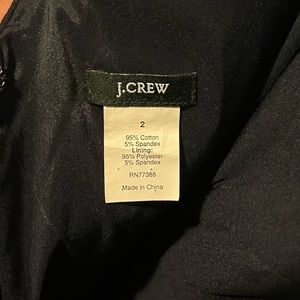 J.CREW
2
95% Cotton
5% Spandex
Lining:
95% Polyester
5% Spandex
RN77388
Made in China